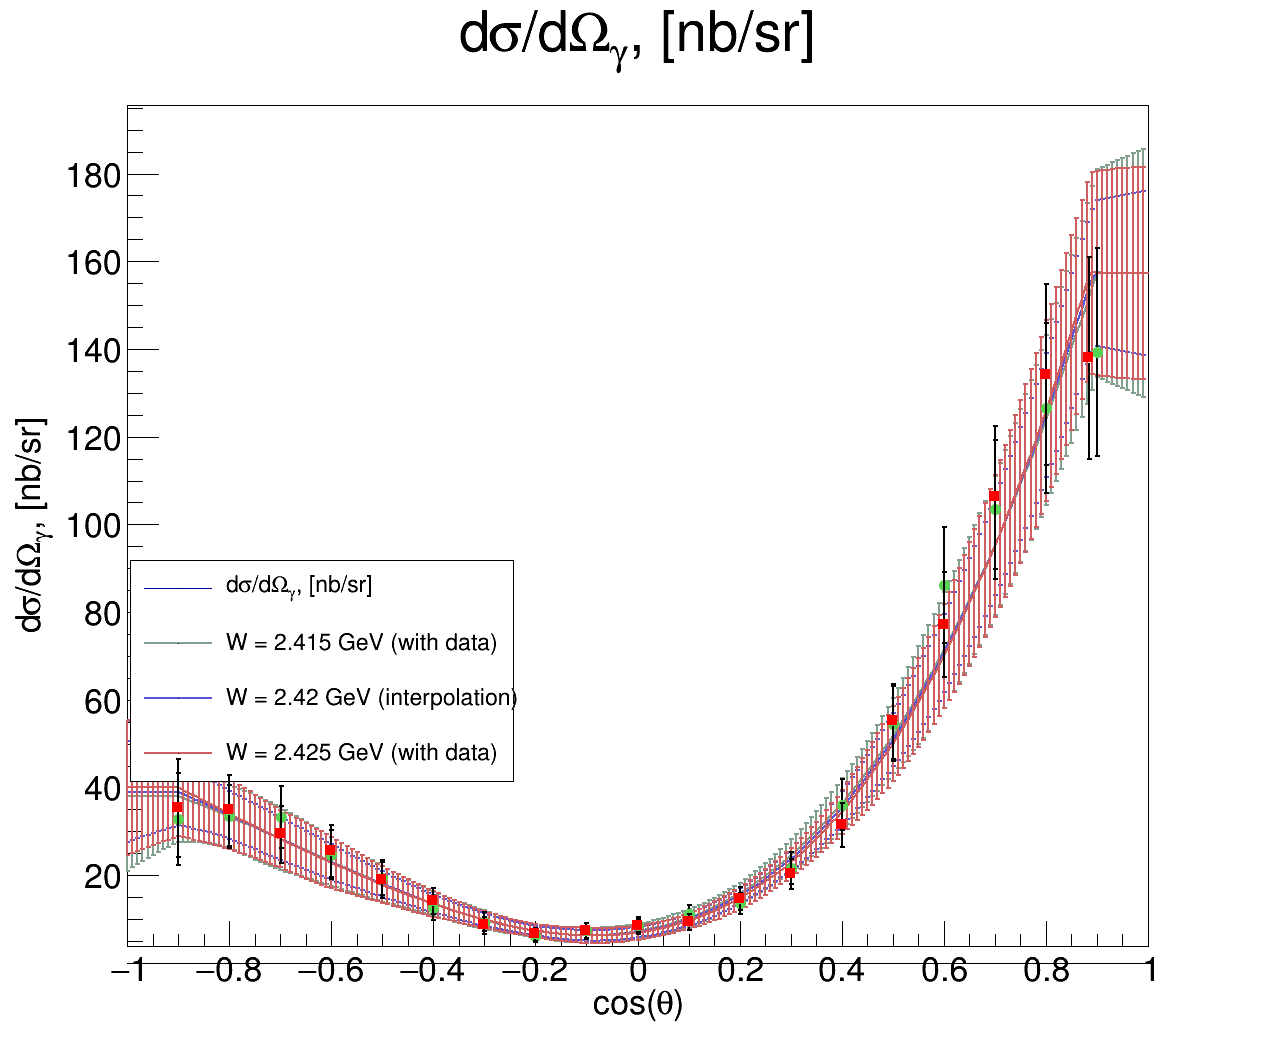 dσ/dΩγ, [nb/sr]
dσ/dΩγ, [nb/sr]
180
160
140
120
100
80
60
40
20
dσ/dΩγ, [nb/sr]
W = 2.415 GeV (with data)
W = 2.42 GeV (interpolation)
W = 2.425 GeV (with data)
−1 −0.8 −0.6 −0.4 −0.2 0 0.2 0.4 0.6 0.8 1
cos(θ)